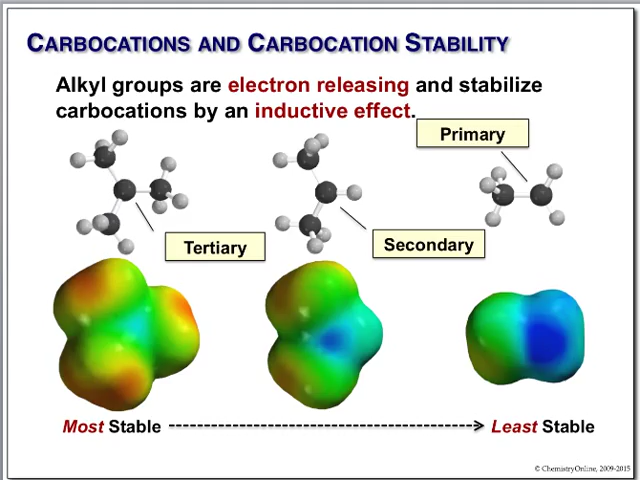 CARBOCATIONS AND CARBOCATION STABILITY
Alkyl groups are electron releasing and stabilize
carbocations by an inductive effect.
Primary
Tertiary
Secondary
Most Stable
Least Stable
© ChemistryOnline, 2009-2015